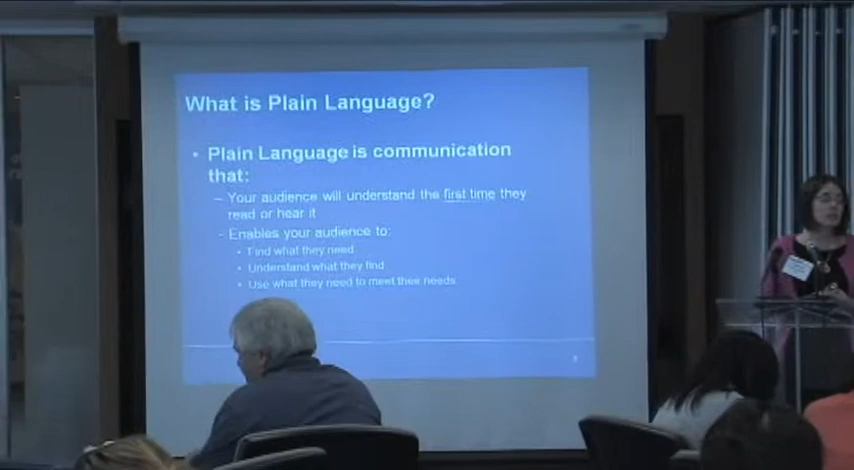 What is Plain Language?
• Plain Language is communication
that:
– Your audience will understand the first time they
read or hear it
– Enables your audience to:
• Find what they need
• Understand what they find
• Use what they need to meet their needs